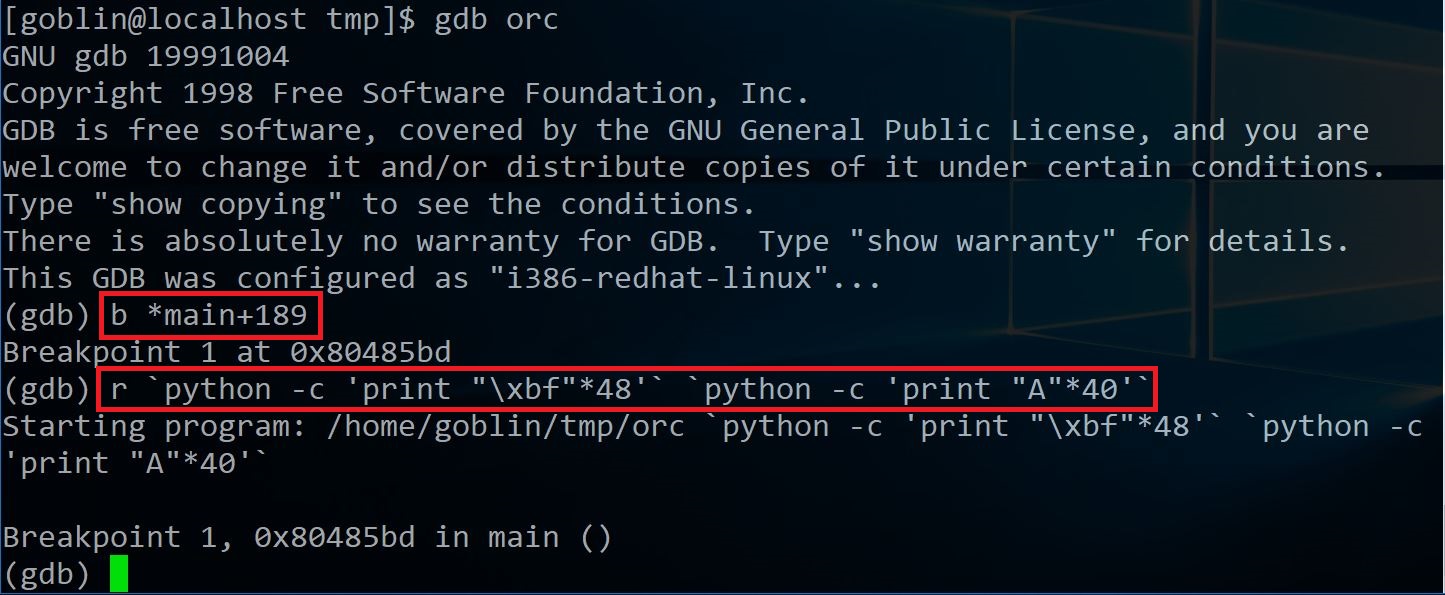 [goblin@localhost tmp]$ gdb orc
GNU gdb 19991004
Copyright 1998 Free Software Foundation, Inc.
GDB is free software, covered by the GNU General Public License, and you are
welcome to change it and/or distribute copies of it under certain conditions.
Type "show copying" to see the conditions.
There is absolutely no warranty for GDB.  Type "show warranty" for details.
This GDB was configured as "i386-redhat-linux"...
(gdb) b *main+189
Breakpoint 1 at 0x80485bd
(gdb) r `python -c 'print "\xbf"*48'` `python -c 'print "A"*40'`
Starting program: /home/goblin/tmp/orc `python -c 'print "\xbf"*48'` `python -c
'print "A"*40'`
Breakpoint 1, 0x80485bd in main ()
(gdb)